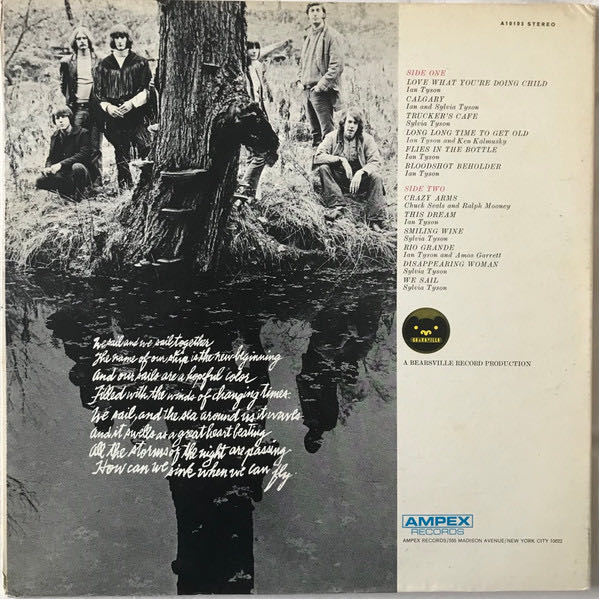 A10103 STEREO
SIDE ONE
LOVE WHAT YOU'RE DOING CHILD
Ian Tyson
CALGARY
Ian and Sylvia Tyson
TRUCKER'S CAFE
Sylvia Tyson
LONG LONG TIME TO GET OLD
Ian Tyson and Ken Kalmusky
FLIES IN THE BOTTLE
Ian Tyson
BLOODSHOT BEHOLDER
Ian Tyson
SIDE TWO
CRAZY ARMS
Chuck Seals and Ralph Mooney
THIS DREAM
Ian Tyson
SMILING WINE
Sylvia Tyson
RIO GRANDE
Ian Tyson and Amos Garrett
DISAPPEARING WOMAN
Sylvia Tyson
WE SAIL
Sylvia Tyson
BEARSVILLE
A BEARSVILLE RECORD PRODUCTION
We sail and we sail together
The name of our ship is the new beginning
And our sails are a hopeful color
Filled with the winds of changing times.
We sail, and the sea around us it waves
And it swells as a great heart beating
All the storms of the night are passing
How can we sink when we can fly.
AMPEX
RECORDS
AMPEX RECORDS/555 MADISON AVENUE/NEW YORK CITY 10022